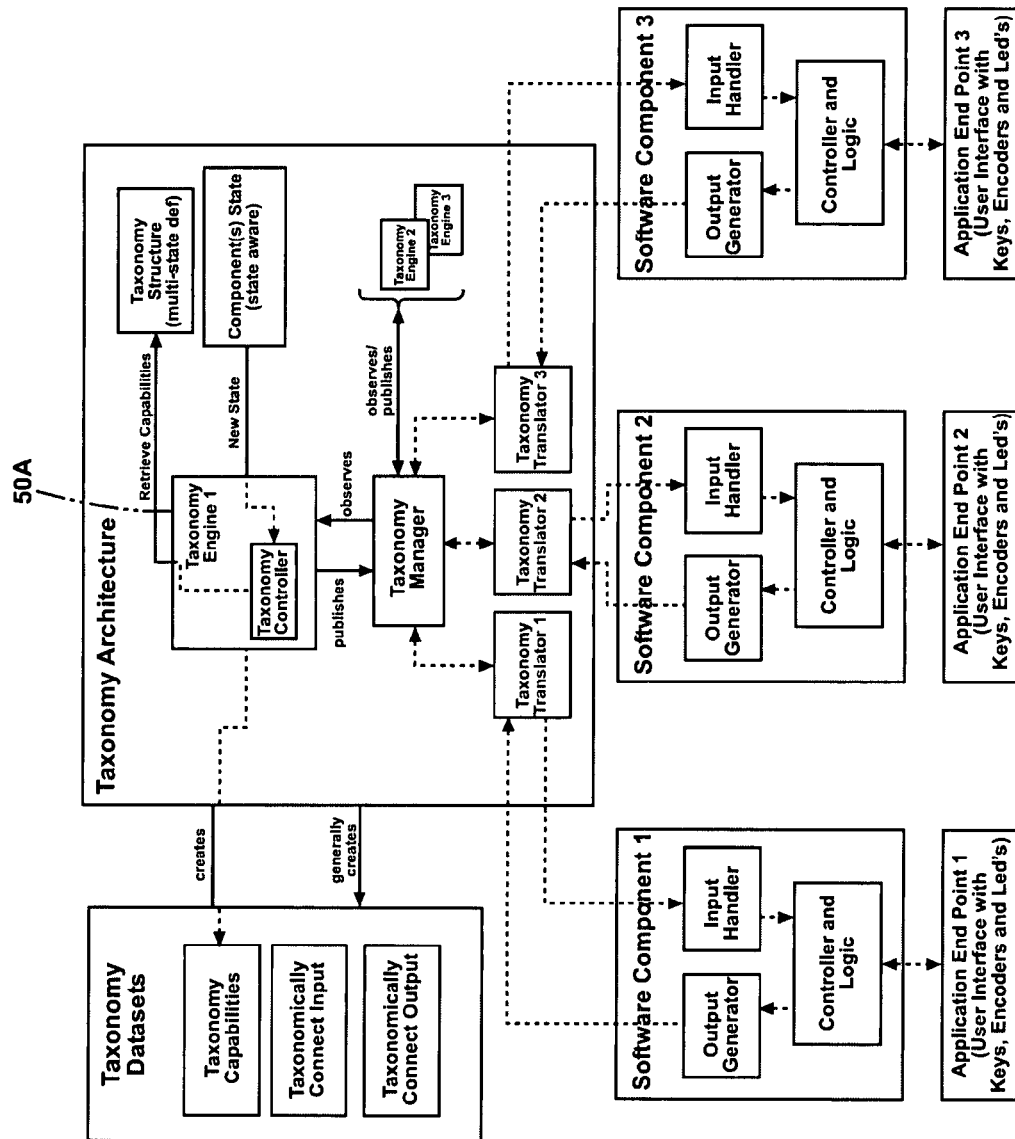 50A
Taxonomy Datasets
Taxonomy
Capabilities
Taxonomically
Connect Input
Taxonomically
Connect Output
creates
generally
creates
Taxonomy Architecture
Taxonomy
Engine 1
Taxonomy
Controller
Retrieve Capabilities
New State
Taxonomy
Structure
(multi-state def)
Component(s) State
(state aware)
publishes
observes
Taxonomy
Manager
observes/
publishes
Taxonomy
Engine 2
Taxonomy
Engine 3
Taxonomy
Translator 1
Taxonomy
Translator 2
Taxonomy
Translator 3
Software Component 1
Output
Generator
Input
Handler
Controller and
Logic
Application End Point 1
(User Interface with
Keys, Encoders and Led's)
Software Component 2
Output
Generator
Input
Handler
Controller and
Logic
Application End Point 2
(User Interface with
Keys, Encoders and Led's)
Software Component 3
Output
Generator
Input
Handler
Controller and
Logic
Application End Point 3
(User Interface with
Keys, Encoders and Led's)